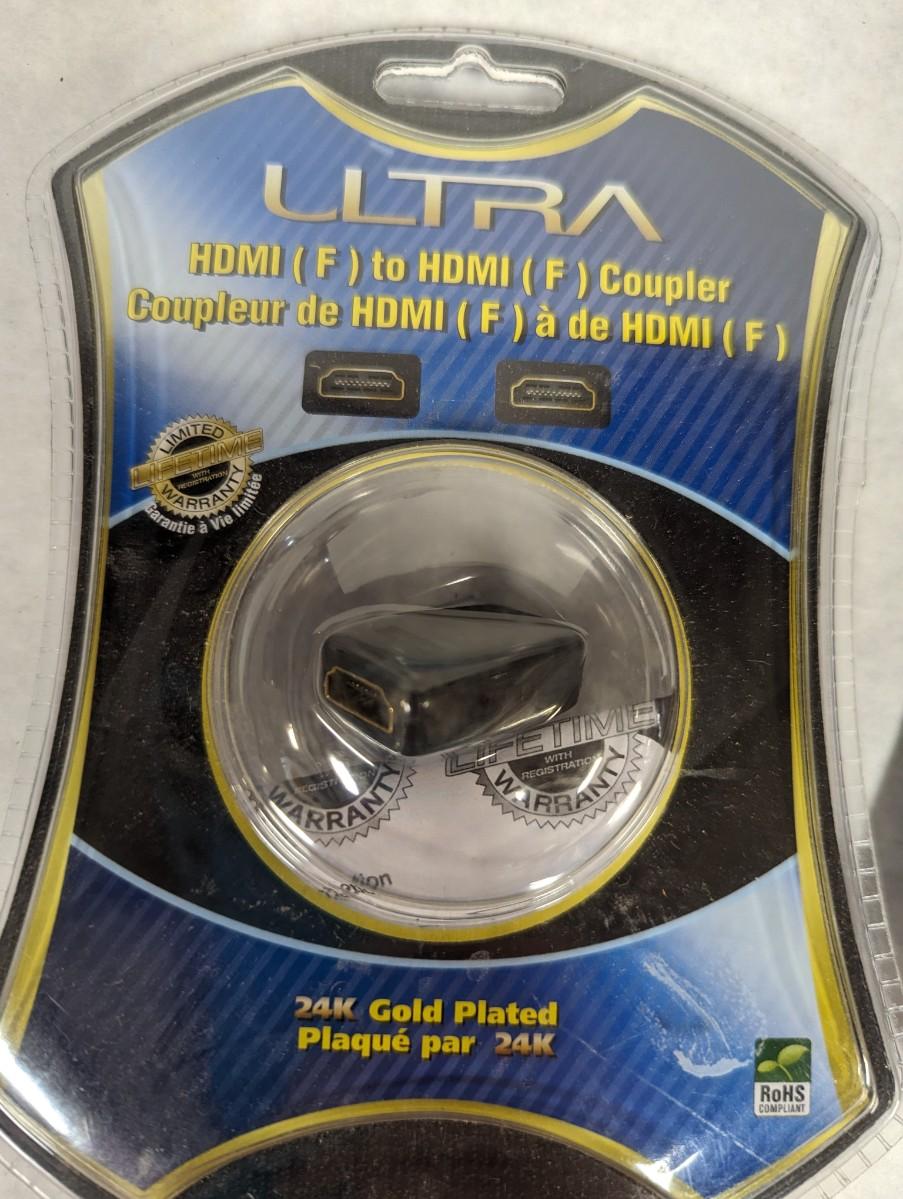 ULTRA
HDMI ( F ) to HDMI ( F ) Coupler
Coupleur de HDMI ( F ) à de HDMI ( F )
LIMITED
LIFETIME
WITH
REGISTRATION
WARRANTY
Garantie à Vie limitée
LIFETIME
WITH
REGISTRATION
WARRANTY
WARRANTY
24K Gold Plated
Plaqué par 24K
RoHS
COMPLIANT